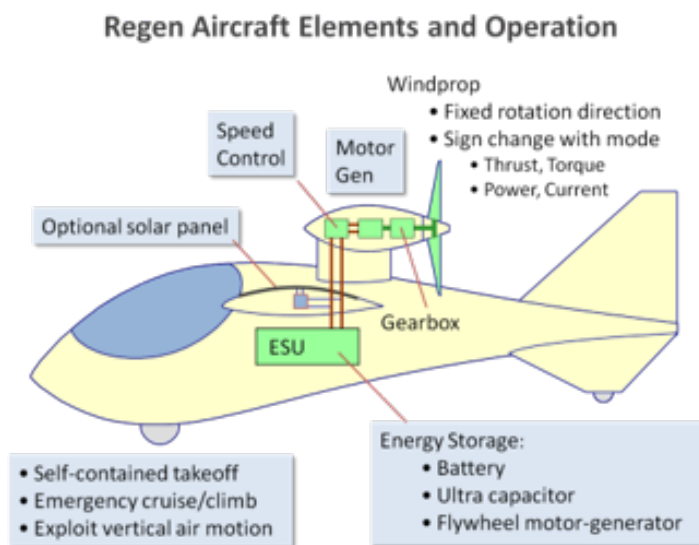 Regen Aircraft Elements and Operation
Windprop
• Fixed rotation direction
• Sign change with mode
• Thrust, Torque
• Power, Current
Speed
Control
Motor
Gen
Optional solar panel
Gearbox
ESU
• Self-contained takeoff
• Emergency cruise/climb
• Exploit vertical air motion
Energy Storage:
• Battery
• Ultra capacitor
• Flywheel motor-generator